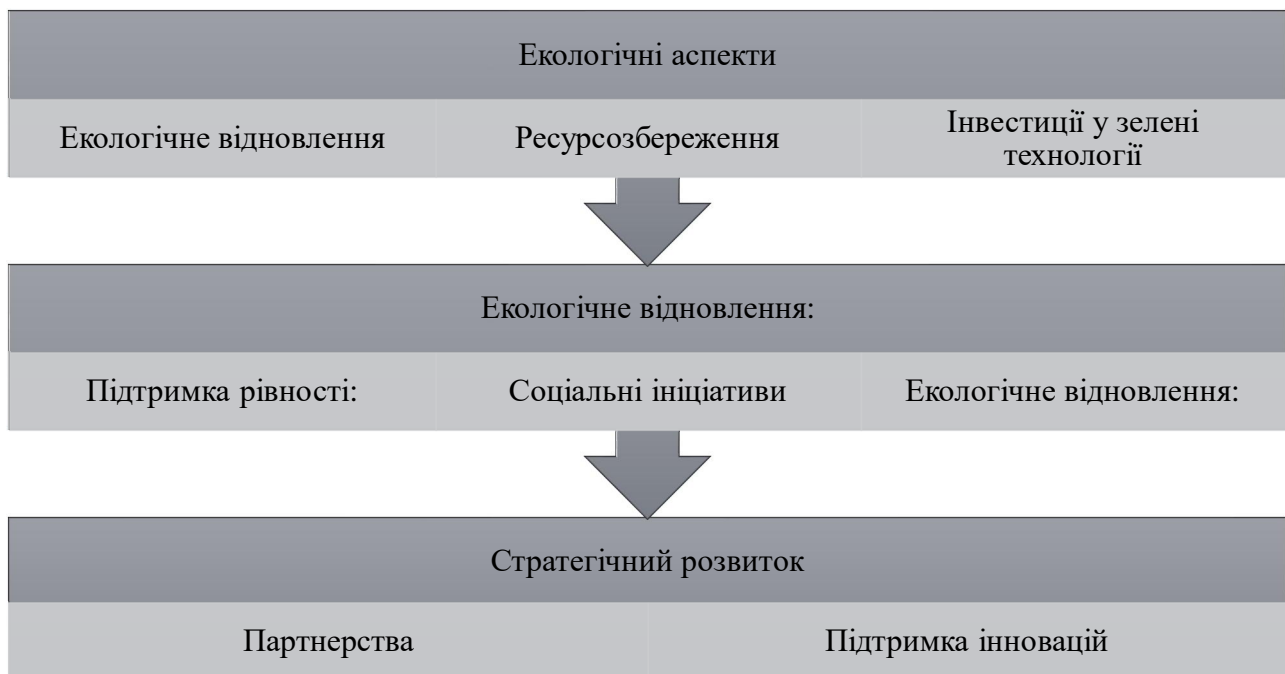 Екологічні аспекти
Екологічне відновлення
Ресурсозбереження
Інвестиції у зелені
технології
Екологічне відновлення:
Підтримка рівності:
Соціальні ініціативи
Екологічне відновлення:
Стратегічний розвиток
Партнерства
Підтримка інновацій